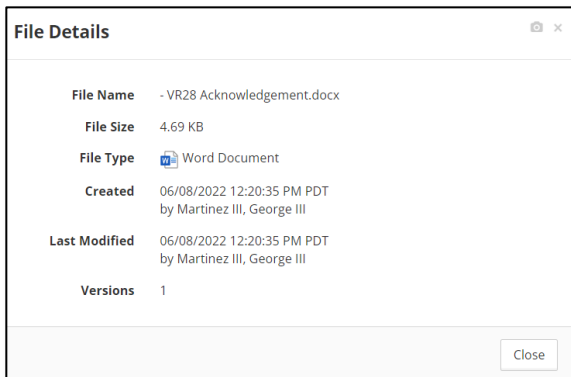 File Details
File Name - VR28 Acknowledgement.docx
File Size 4.69 KB
File Type Word Document
Created 06/08/2022 12:20:35 PM PDT
by Martinez III, George III
Last Modified 06/08/2022 12:20:35 PM PDT
by Martinez III, George III
Versions 1
Close